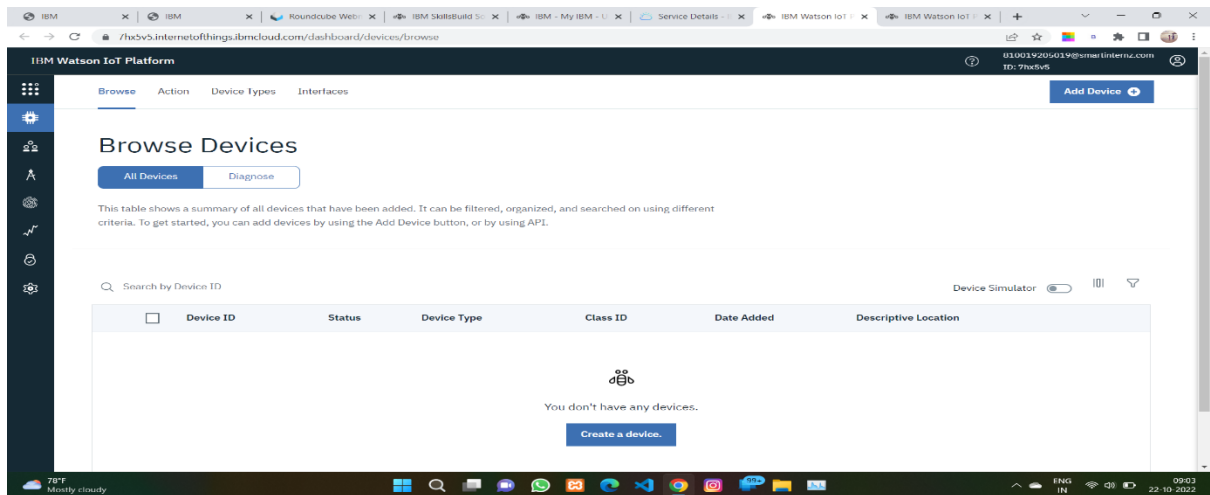 IBM
IBM
Roundcube Webm
IBM SkillsBuild So
IBM - My IBM - U
Service Details -
IBM Watson IoT P
IBM Watson IoT P
7hx5v5.internetofthings.ibmcloud.com/dashboard/devices/browse
IBM Watson IoT Platform
810019205019@smartinternz.com
ID: 7hx5v5
Browse Action Device Types Interfaces
Add Device
Browse Devices
All Devices Diagnose
This table shows a summary of all devices that have been added. It can be filtered, organized, and searched on using different
criteria. To get started, you can add devices by using the Add Device button, or by using API.
Search by Device ID
Device Simulator
Device ID Status Device Type Class ID Date Added Descriptive Location
You don't have any devices.
Create a device.
78°F
Mostly cloudy
99+
ENG
IN
09:03
22-10-2022